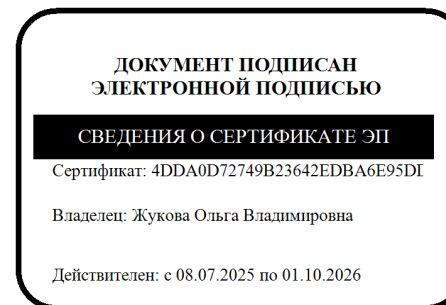 ДОКУМЕНТ ПОДПИСАН
ЭЛЕКТРОННОЙ ПОДПИСЬЮ
СВЕДЕНИЯ О СЕРТИФИКАТЕ ЭП
Сертификат: 4DDA0D72749B23642EDBA6E95DI
Владелец: Жукова Ольга Владимировна
Действителен: с 08.07.2025 по 01.10.2026